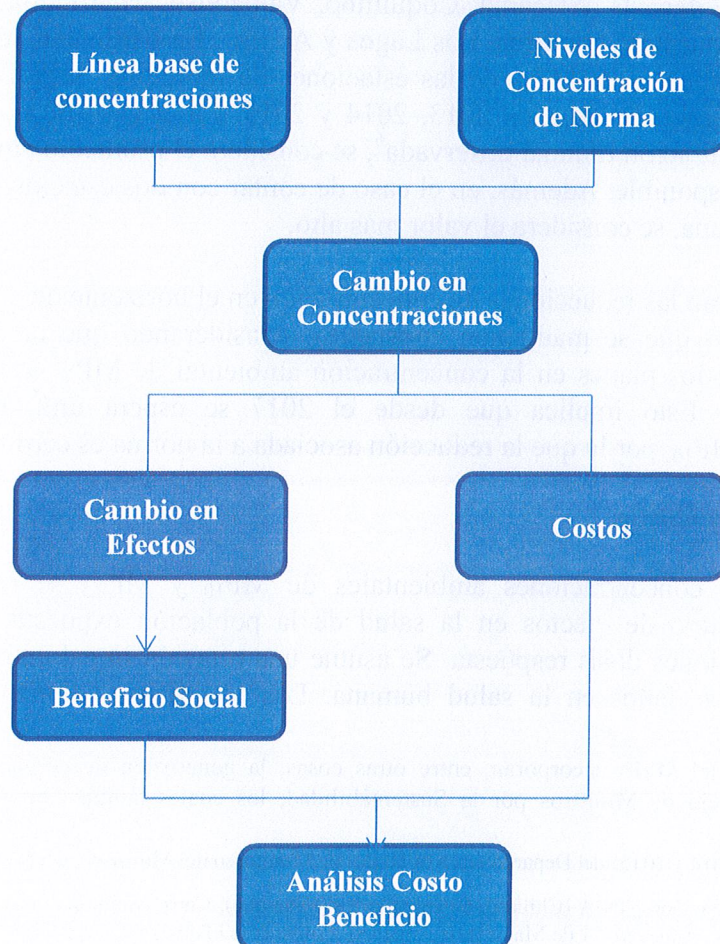 Línea base de
concentraciones
Niveles de
Concentración
de Norma
Cambio en
Concentraciones
Cambio en
Efectos
Costos
Beneficio Social
Análisis Costo
Beneficio